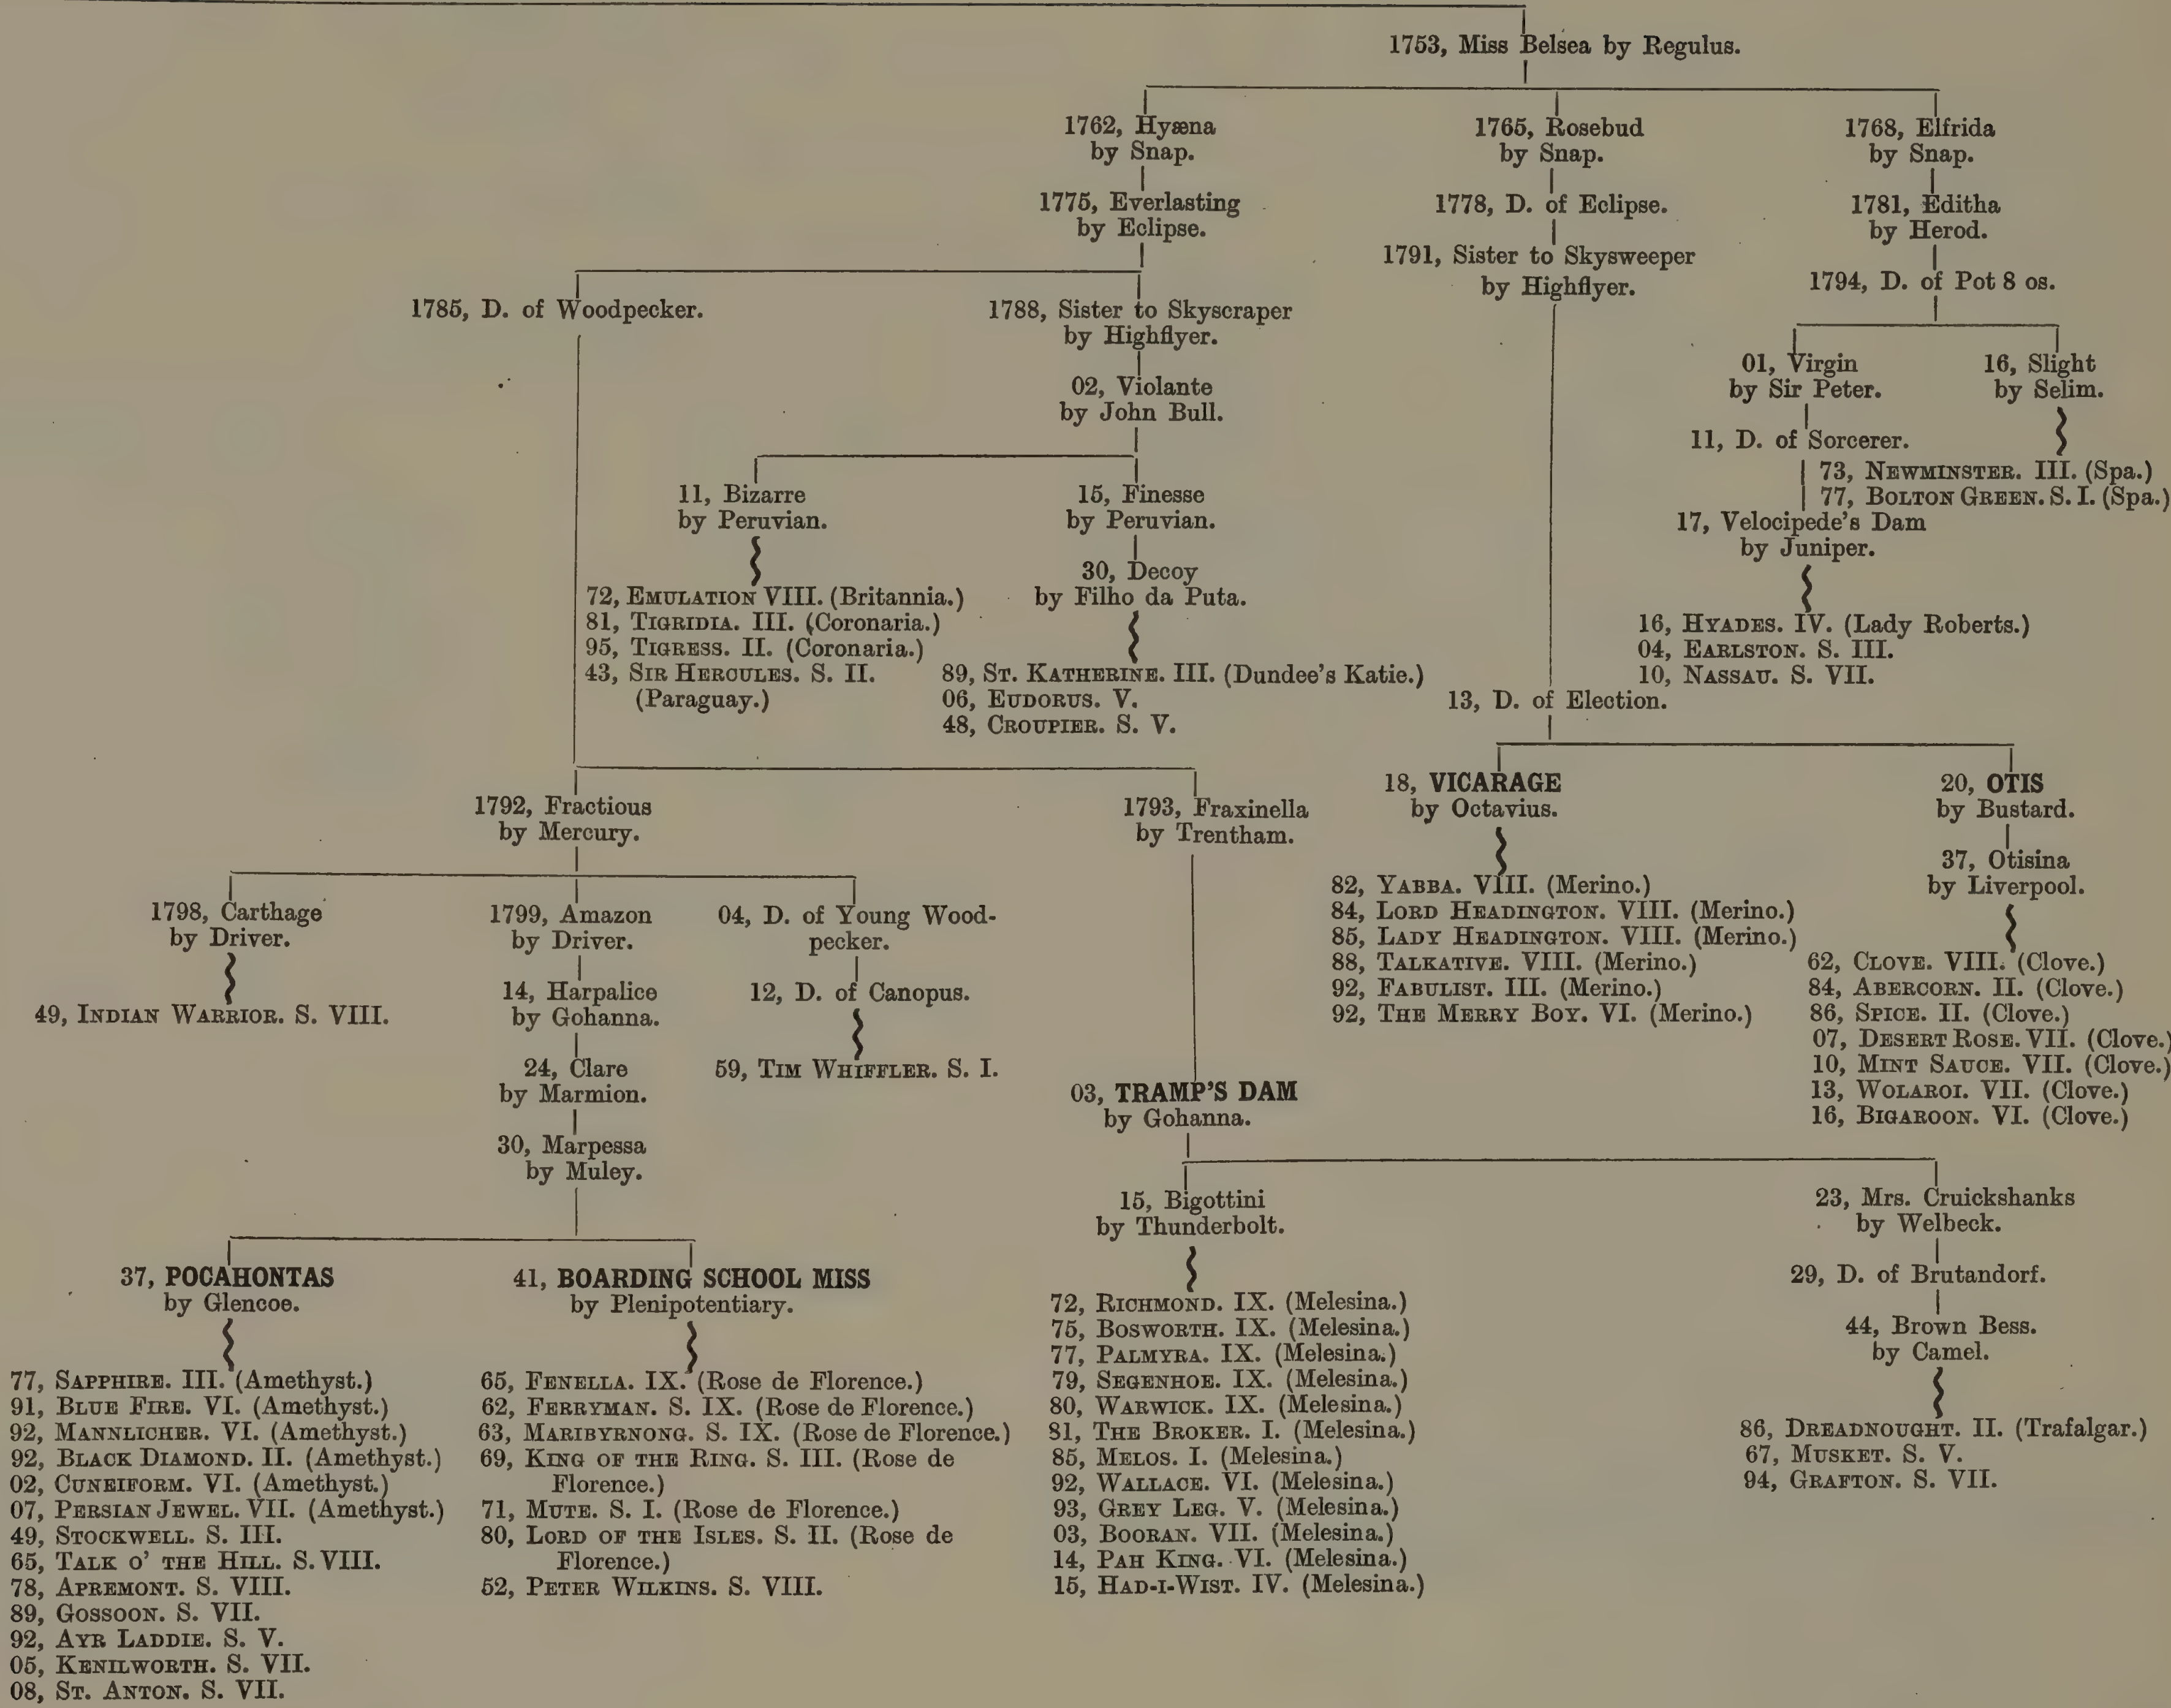 1753, Miss Belsea by Regulus.
1762, Hyæna
by Snap.
1765, Rosebud
by Snap.
1768, Elfrida
by Snap.
1775, Everlasting
by Eclipse.
1778, D. of Eclipse.
1781, Editha
by Herod.
1791, Sister to Skysweeper
by Highflyer.
1794, D. of Pot 8 os.
1785, D. of Woodpecker.
1788, Sister to Skyscraper
by Highflyer.
01, Virgin
by Sir Peter.
16, Slight
by Selim.
02, Violante
by John Bull.
11, D. of Sorcerer.
73, NEWMINSTER. III. (Spa.)
77, BOLTON GREEN. S. I. (Spa.)
11, Bizarre
by Peruvian.
15, Finesse
by Peruvian.
17, Velocipede's Dam
by Juniper.
30, Decoy
by Filho da Puta.
72, EMULATION VIII. (Britannia.)
81, TIGRIDIA. III. (Coronaria.)
95, TIGRESS. II. (Coronaria.)
43, SIR HERCULES. S. II.
(Paraguay.)
89, ST. KATHERINE. III. (Dundee's Katie.)
06, EUDORUS. V.
48, CROUPIER. S. V.
16, HYADES. IV. (Lady Roberts.)
04, EARLSTON. S. III.
10, NASSAU. S. VII.
13, D. of Election.
1792, Fractious
by Mercury.
1793, Fraxinella
by Trentham.
18, VICARAGE
by Octavius.
20, OTIS
by Bustard.
37, Otisina
by Liverpool.
82, YABBA. VIII. (Merino.)
84, LORD HEADINGTON. VIII. (Merino.)
85, LADY HEADINGTON. VIII. (Merino.)
88, TALKATIVE. VIII. (Merino.)
92, FABULIST. III. (Merino.)
92, THE MERRY BOY. VI. (Merino.)
62, CLOVE. VIII. (Clove.)
84, ABERCORN. II. (Clove.)
86, SPICE. II. (Clove.)
07, DESERT ROSE. VII. (Clove.)
10, MINT SAUCE. VII. (Clove.)
13, WOLAROI. VII. (Clove.)
16, BIGAROON. VI. (Clove.)
1798, Carthage
by Driver.
1799, Amazon
by Driver.
04, D. of Young Wood-
pecker.
49, INDIAN WARRIOR. S. VIII.
14, Harpalice
by Gohanna.
12, D. of Canopus.
24, Clare
by Marmion.
59, TIM WHIFFLER. S. I.
03, TRAMP'S DAM
by Gohanna.
30, Marpessa
by Muley.
15, Bigottini
by Thunderbolt.
23, Mrs. Cruickshanks
by Welbeck.
29, D. of Brutandorf.
44, Brown Bess.
by Camel.
37, POCAHONTAS
by Glencoe.
41, BOARDING SCHOOL MISS
by Plenipotentiary.
77, SAPPHIRE. III. (Amethyst.)
91, BLUE FIRE. VI. (Amethyst.)
92, MANNLICHER. VI. (Amethyst.)
92, BLACK DIAMOND. II. (Amethyst.)
02, CUNEIFORM. VI. (Amethyst.)
07, PERSIAN JEWEL. VII. (Amethyst.)
49, STOCKWELL. S. III.
65, TALK O' THE HILL. S. VIII.
78, APREMONT. S. VIII.
89, GOSSOON. S. VII.
92, AYR LADDIE. S. V.
05, KENILWORTH. S. VII.
08, ST. ANTON. S. VII.
65, FENELLA. IX. (Rose de Florence.)
62, FERRYMAN. S. IX. (Rose de Florence.)
63, MARIBYRNONG. S. IX. (Rose de Florence.)
69, KING OF THE RING. S. III. (Rose de
Florence.)
71, MUTE. S. I. (Rose de Florence.)
80, LORD OF THE ISLES. S. II. (Rose de
Florence.)
52, PETER WILKINS. S. VIII.
72, RICHMOND. IX. (Melesina.)
75, BOSWORTH. IX. (Melesina.)
77, PALMYRA. IX. (Melesina.)
79, SEGENHOE. IX. (Melesina.)
80, WARWICK. IX. (Melesina.)
81, THE BROKER. I. (Melesina.)
85, MELOS. I. (Melesina.)
92, WALLACE. VI. (Melesina.)
93, GREY LEG. V. (Melesina.)
03, BOORAN. VII. (Melesina.)
14, PAH KING. VI. (Melesina.)
15, HAD-I-WIST. IV. (Melesina.)
86, DREADNOUGHT. II. (Trafalgar.)
67, MUSKET. S. V.
94, GRAFTON. S. VII.